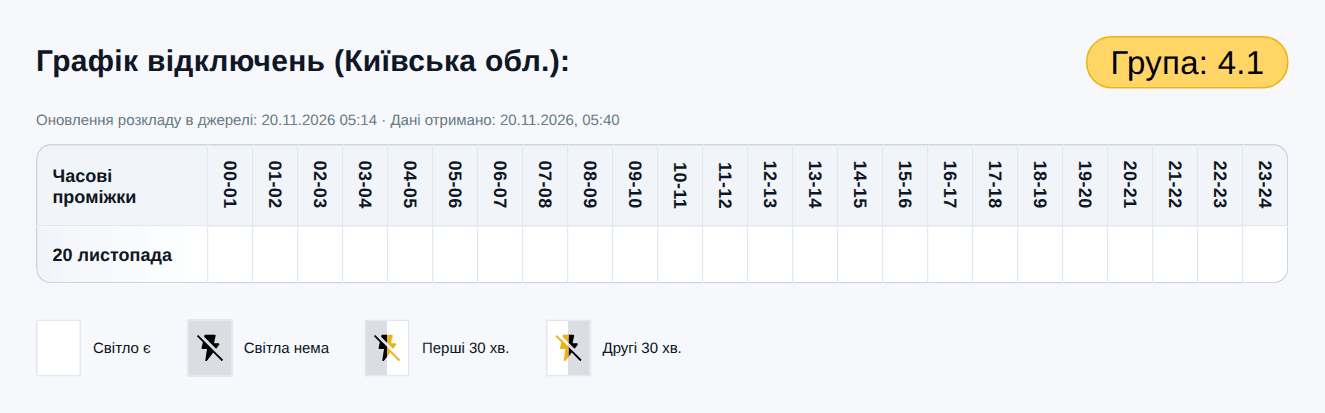 Графік відключень (Київська обл.):
Група: 4.1
Оновлення розкладу в джерелі: 20.11.2026 05:14 · Дані отримано: 20.11.2026, 05:40
Часові
проміжки
00-01 01-02 02-03 03-04 04-05 05-06 06-07 07-08 08-09 09-10 10-11 11-12 12-13 13-14 14-15 15-16 16-17 17-18 18-19 19-20 20-21 21-22 22-23 23-24
20 листопада
Світло є Світла нема Перші 30 хв. Другі 30 хв.